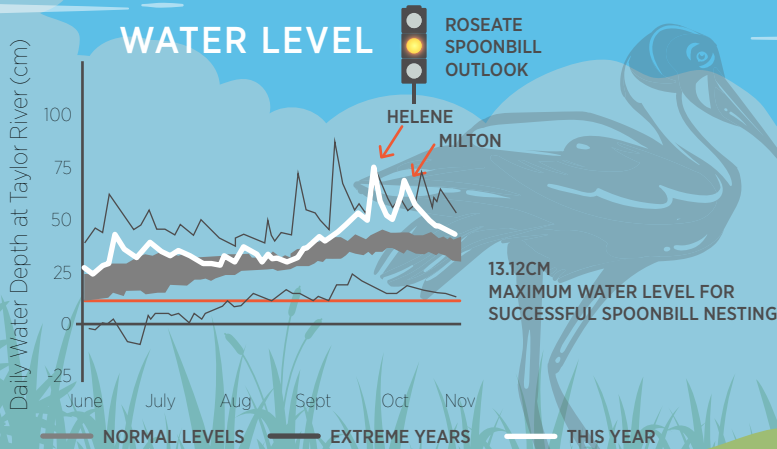 WATER LEVEL
ROSEATE
SPOONBILL
OUTLOOK
HELENE
MILTON
Daily Water Depth at Taylor River (cm)
100
75
50
25
0
-25
June July Aug Sept Oct Nov
13.12CM
MAXIMUM WATER LEVEL FOR
SUCCESSFUL SPOONBILL NESTING
NORMAL LEVELS EXTREME YEARS THIS YEAR